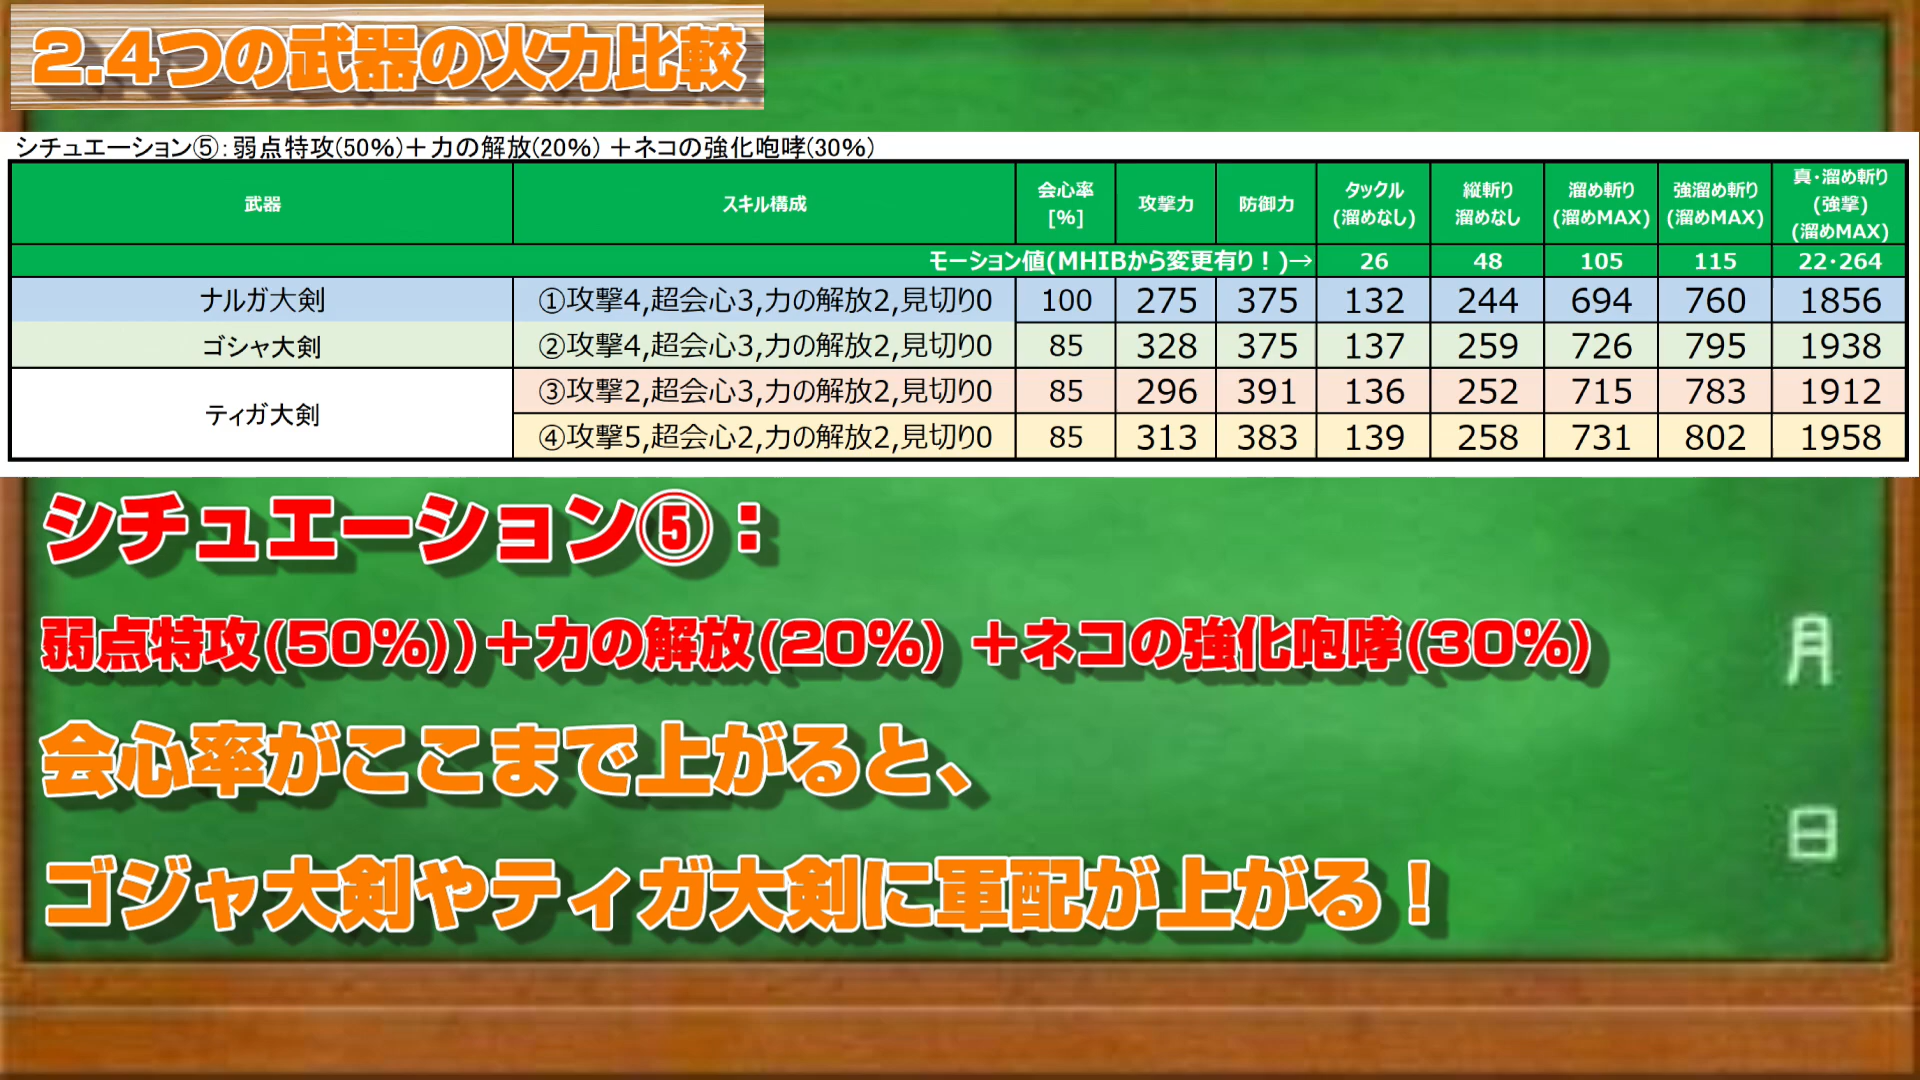 2.4つの武器の火力比較
シチュエーション⑤：弱点特攻(50%)＋力の解放(20%) ＋ネコの強化咆哮(30%)
武器 スキル構成 会心率[%] 攻撃力 防御力 タックル(溜めなし) 縦斬り溜めなし 溜め斬り(溜めMAX) 強溜め斬り(溜めMAX) 真・溜め斬り(強撃)(溜めMAX)
モーション値(MHIBから変更有り！)→ 26 48 105 115 22･264
ナルガ大剣 ①攻撃4,超会心3,力の解放2,見切り0 100 275 375 132 244 694 760 1856
ゴシャ大剣 ②攻撃4,超会心3,力の解放2,見切り0 85 328 375 137 259 726 795 1938
ティガ大剣 ③攻撃2,超会心3,力の解放2,見切り0 85 296 391 136 252 715 783 1912
④攻撃5,超会心2,力の解放2,見切り0 85 313 383 139 258 731 802 1958
シチュエーション⑤：
弱点特攻(50%))＋力の解放(20%) ＋ネコの強化咆哮(30%)
会心率がここまで上がると、
ゴジャ大剣やティガ大剣に軍配が上がる！
月
日